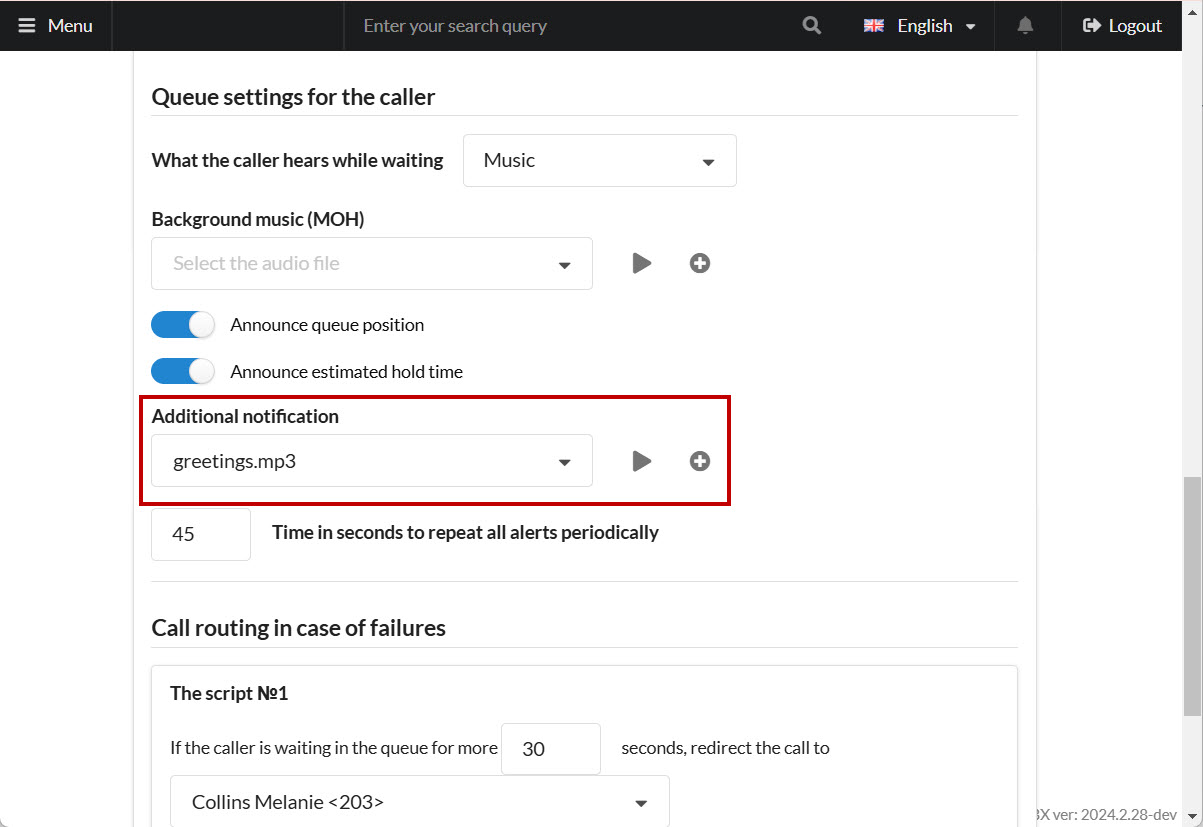 Menu
Enter your search query
English
Logout
Queue settings for the caller
What the caller hears while waiting
Music
Background music (MOH)
Select the audio file
Announce queue position
Announce estimated hold time
Additional notification
greetings.mp3
45
Time in seconds to repeat all alerts periodically
Call routing in case of failures
The script №1
If the caller is waiting in the queue for more
30
seconds, redirect the call to
Collins Melanie <203>
ver: 2024.2.28-dev